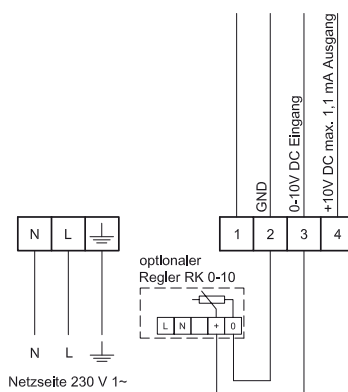 GND
0-10V DC Eingang
+10V DC max. 1,1 mA Ausgang
N L
1 2 3 4
optionaler
Regler RK 0-10
L N + 0
N L
Netzseite 230 V 1~